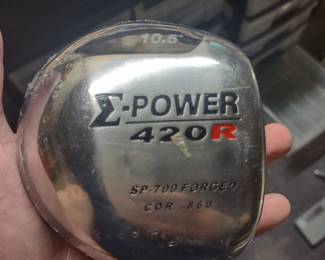 10.5°
Σ-POWER
420R
SP-700 FORGED
COR. 860